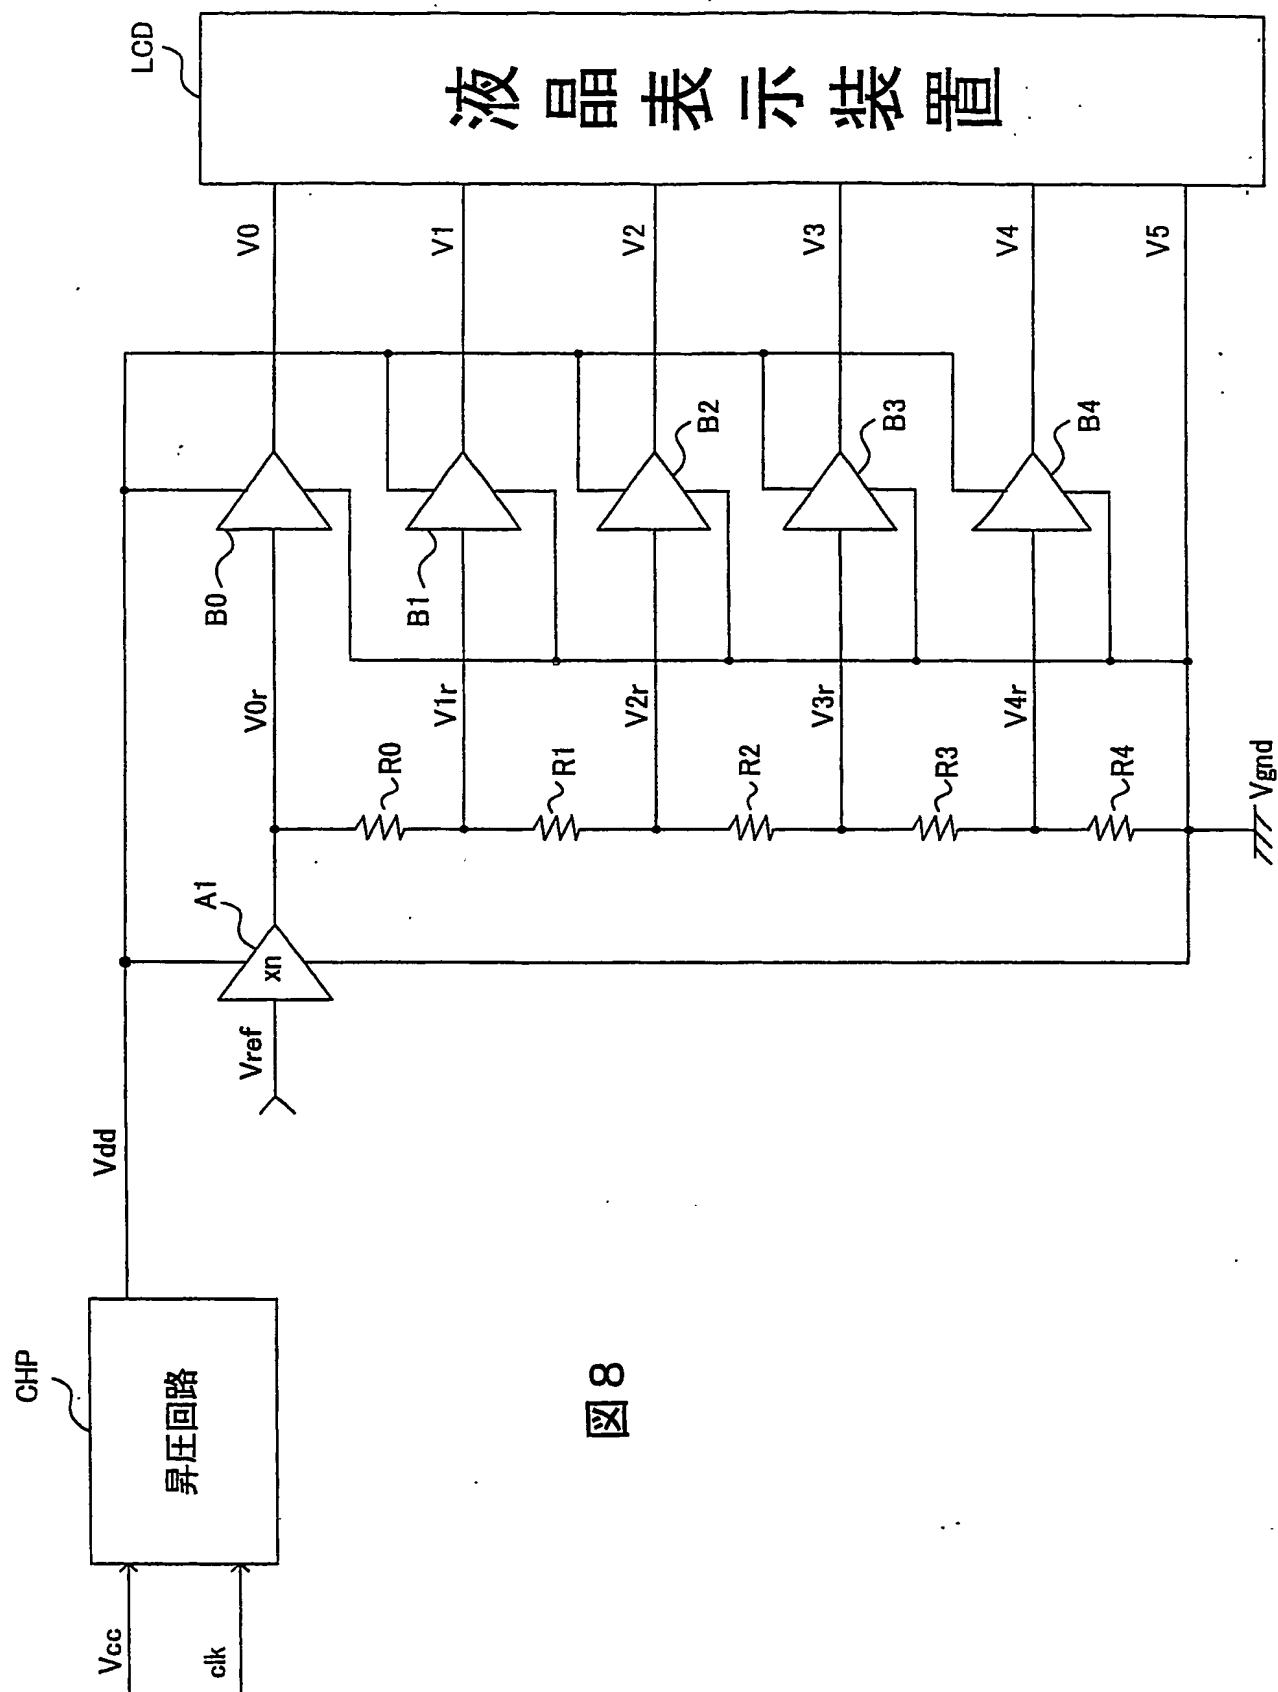 Vcc
clk
CHP
昇圧回路
Vdd
Vref
A1
xn
V0r
V1r
V2r
V3r
V4r
R0
R1
R2
R3
R4
Vgnd
B0
B1
B2
B3
B4
V0
V1
V2
V3
V4
V5
LCD
液晶表示装置
図8